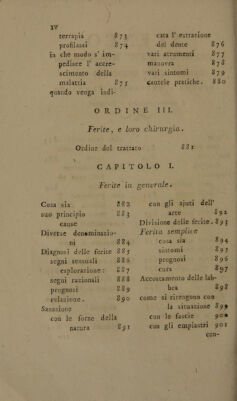 IV
terrapia 873
profilassi 874
in che modo s' im-
pedisce l' accre-
scimento della
malattia 875
quando venga indi-
cata l' estrazione
del dente 876
vari strumenti 877
manovra 878
vari sintomi 879
cautele pratiche. 880
ORDINE III.
Ferite, e loro chirurgia.
Ordine del trattato 881
CAPITOLO I.
Ferite in generale.
Cosa sia 882
suo principio 883
cause
Diverse denominazio-
ni 884
Diagnosi delle ferite 885
segni sensuali 886
esplorazione: 887
segni razionali 888
prognosi 889
relazione. 890
Sanazione
con le forze della
natura 891
con gli ajuti dell'
arte 892
Divisione delle ferite. 893
Ferita semplice
cosa sia 894
sintomi 895
prognosi 896
cura 897
Accostamento delle lab-
bra 898
come si ritengono con
la situazione 899
con le fascie 900
con gli empiastri 901
con-